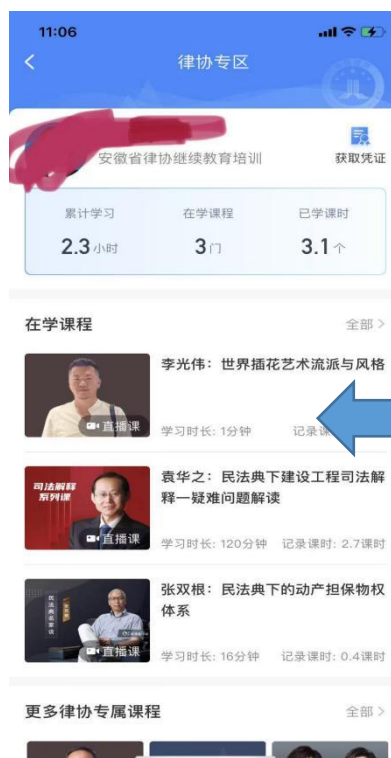 11:06
律协专区
安徽省律协继续教育培训
获取凭证
累计学习
在学课程
已学课时
2.3小时
3门
3.1个
在学课程
全部 >
李光伟：世界插花艺术流派与风格
直播课
学习时长: 1分钟
记录课
司法解释
系列课
袁华之：民法典下建设工程司法解
释一疑难问题解读
直播课
学习时长: 120分钟 记录课时: 2.7课时
张双根：民法典下的动产担保物权
体系
直播课
学习时长: 16分钟 记录课时: 0.4课时
更多律协专属课程
全部 >